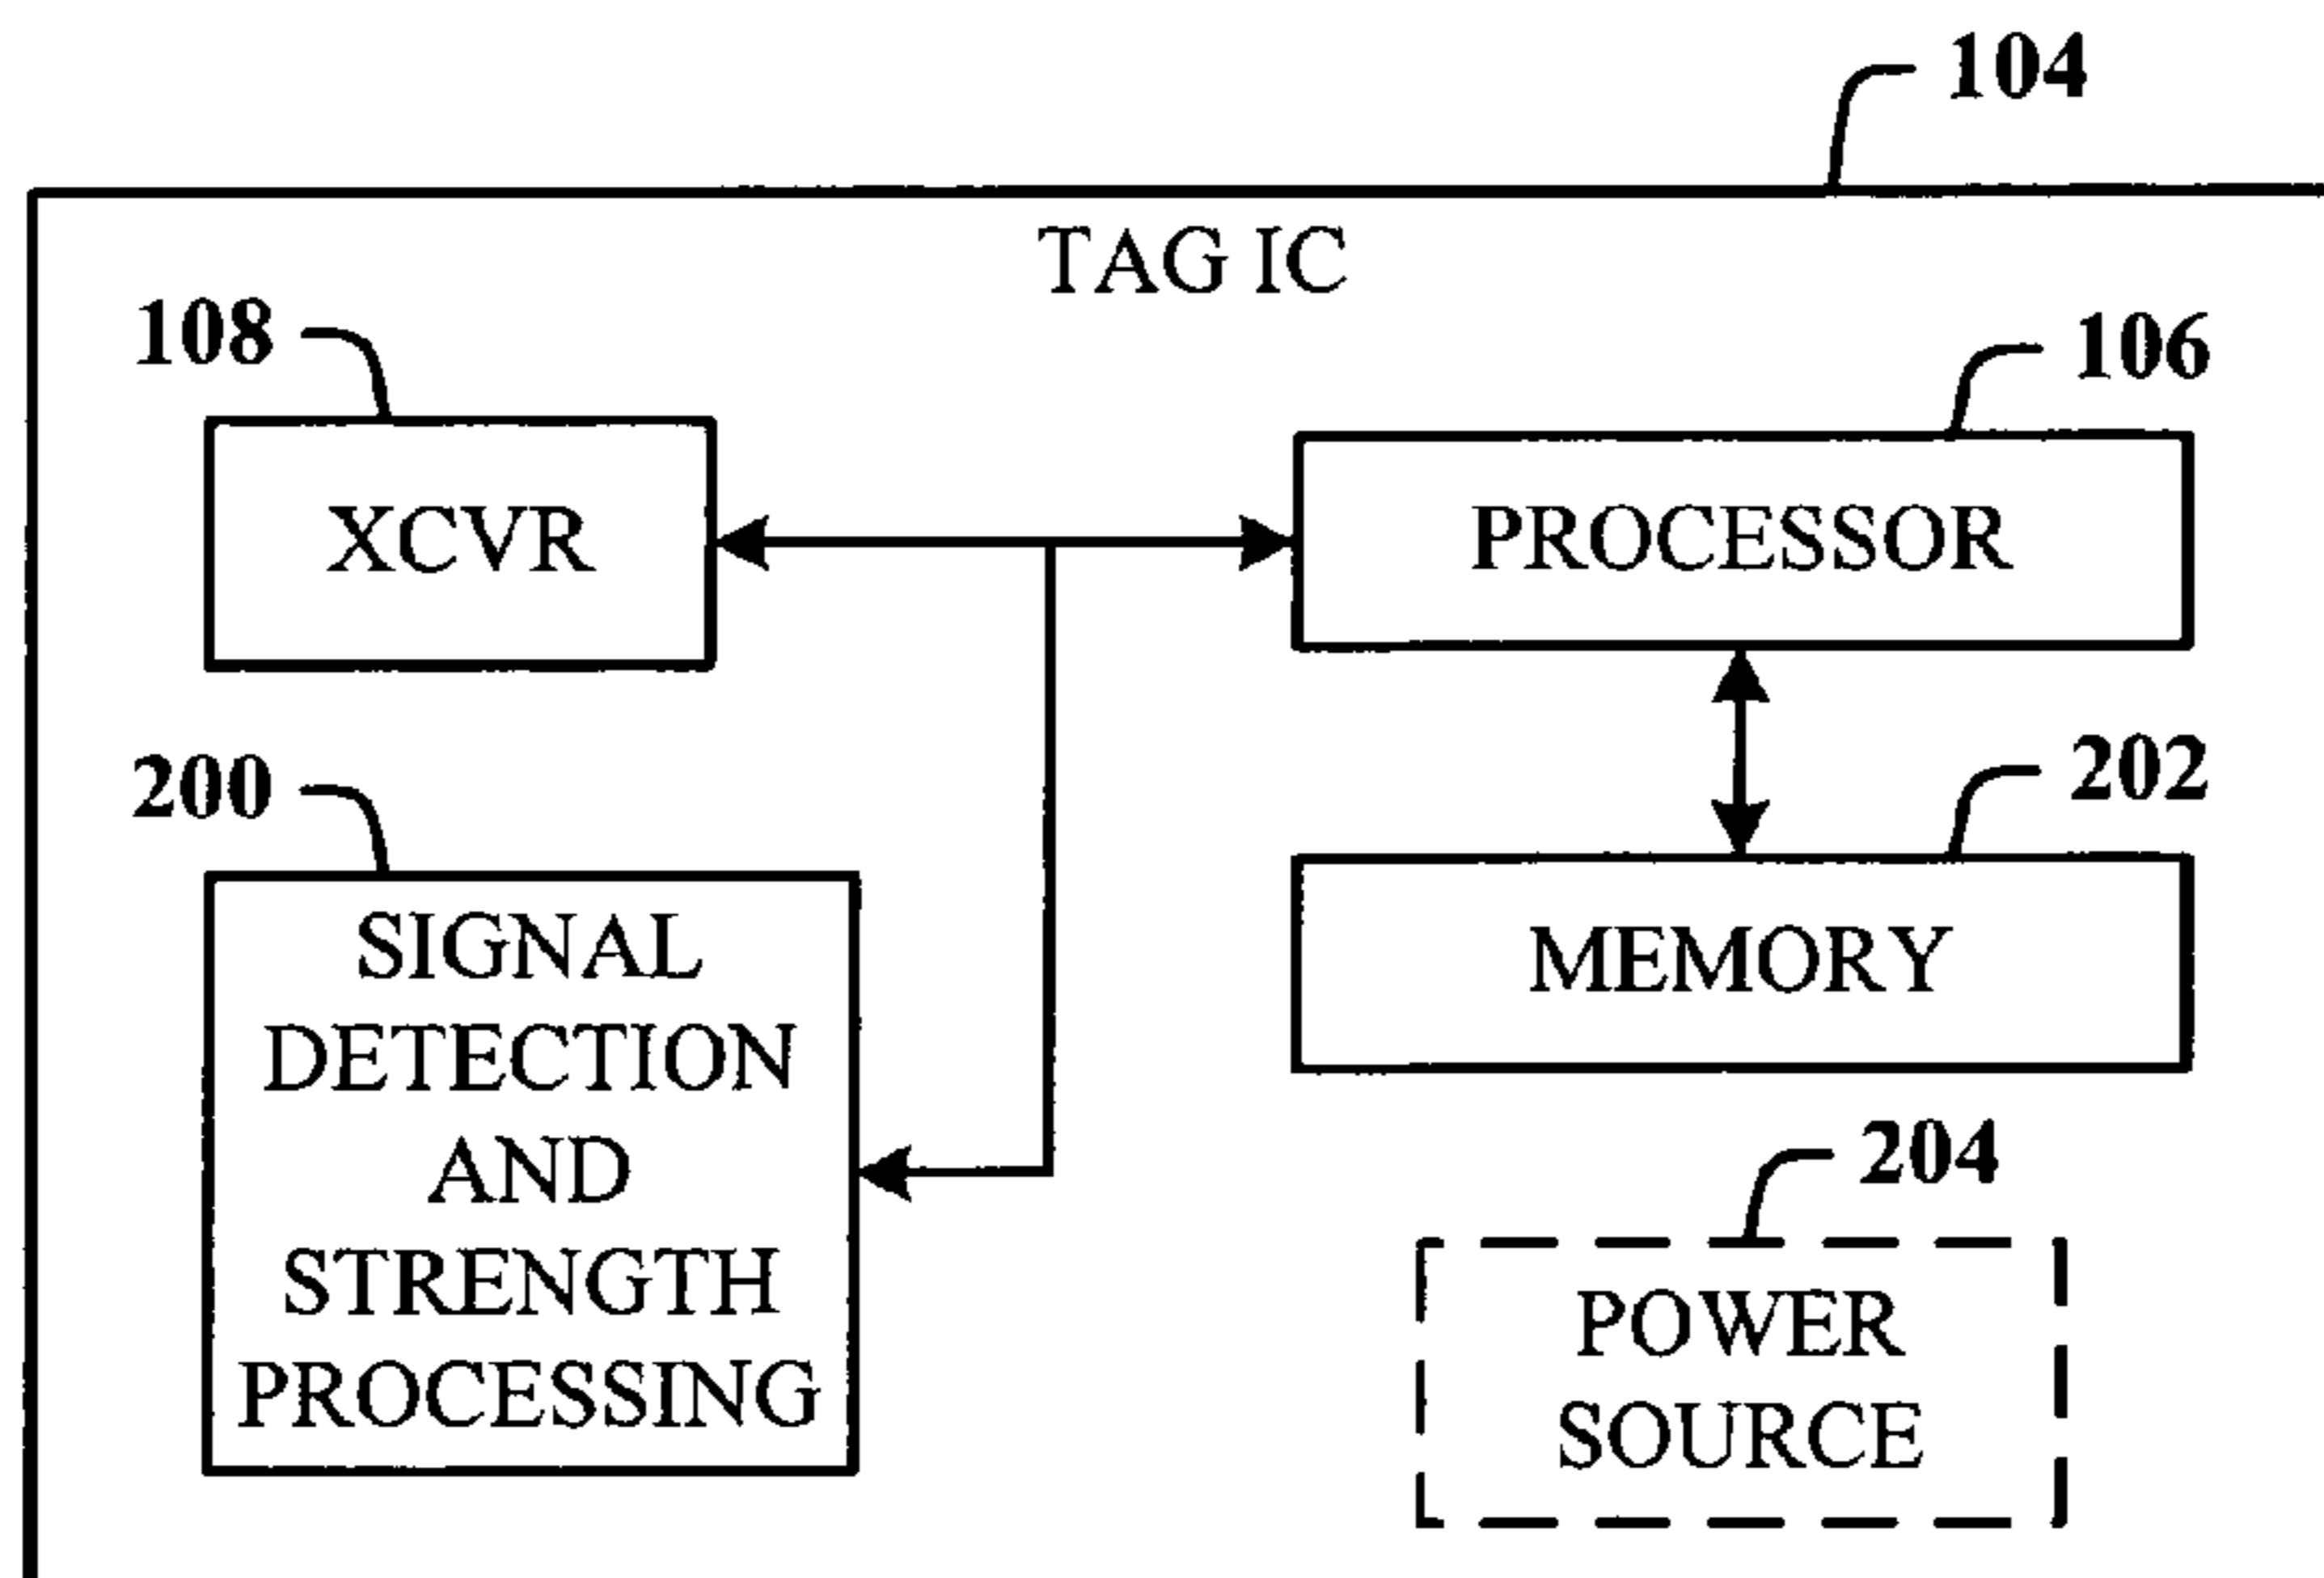 104
TAG IC
108
106
XCVR
PROCESSOR
200
202
SIGNAL
DETECTION
AND
STRENGTH
PROCESSING
MEMORY
204
POWER
SOURCE